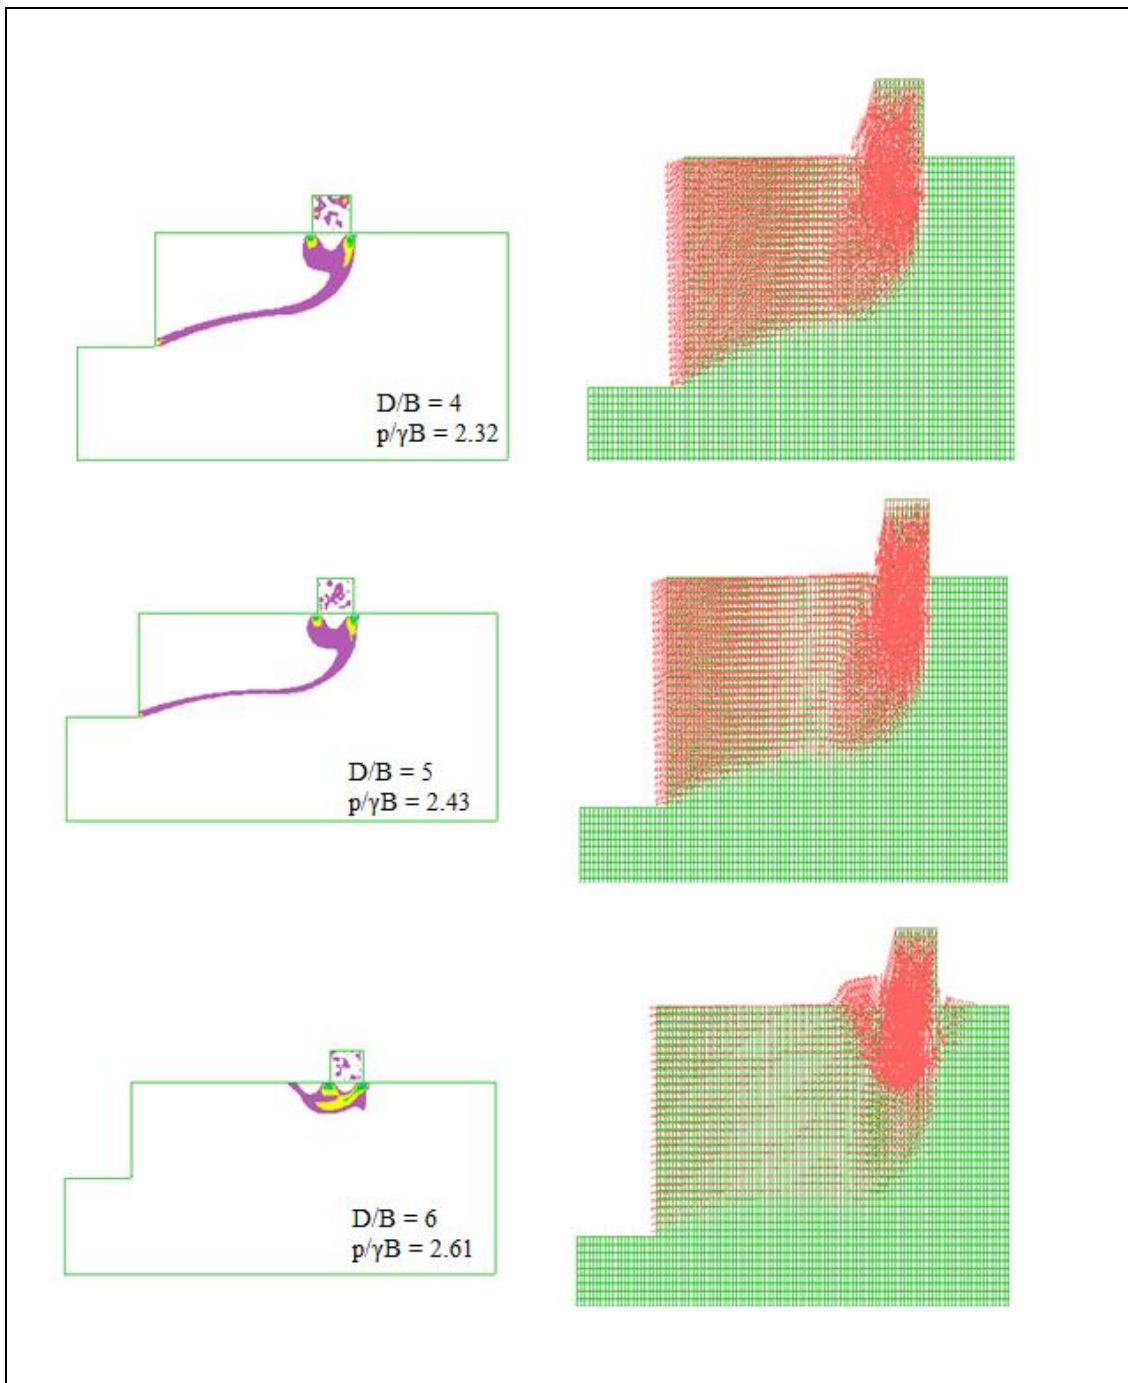 D/B = 4
p/γB = 2.32
D/B = 5
p/γB = 2.43
D/B = 6
p/γB = 2.61